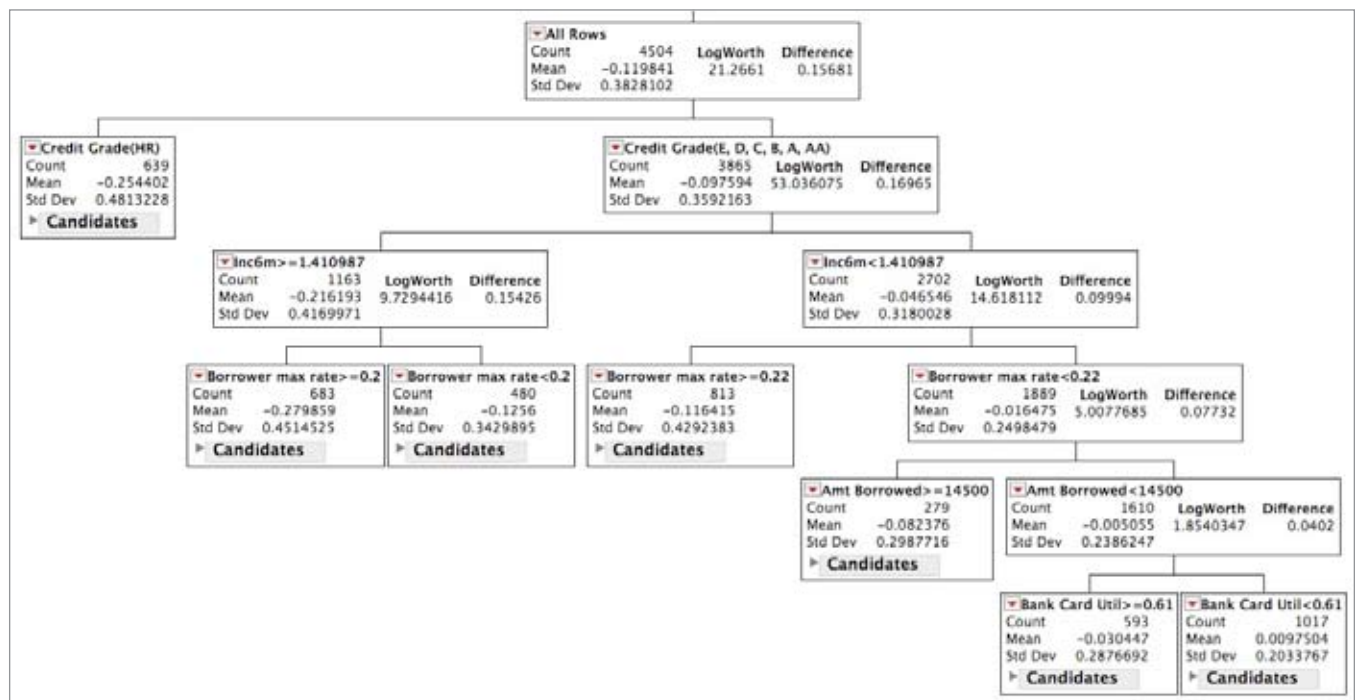 All Rows
Count 4504 LogWorth Difference
Mean -0.119841 21.2661 0.15681
Std Dev 0.3828102
Credit Grade(HR)
Count 639
Mean -0.254402
Std Dev 0.4813228
Candidates
Credit Grade(E, D, C, B, A, AA)
Count 3865 LogWorth Difference
Mean -0.097594 53.036075 0.16965
Std Dev 0.3592163
Inc6m>=1.410987
Count 1163 LogWorth Difference
Mean -0.216193 9.7294416 0.15426
Std Dev 0.4169971
Inc6m<1.410987
Count 2702 LogWorth Difference
Mean -0.046546 14.618112 0.09994
Std Dev 0.3180028
Borrower max rate>=0.2
Count 683
Mean -0.279859
Std Dev 0.4514525
Candidates
Borrower max rate<0.2
Count 480
Mean -0.1256
Std Dev 0.3429895
Candidates
Borrower max rate>=0.22
Count 813
Mean -0.116415
Std Dev 0.4292383
Candidates
Borrower max rate<0.22
Count 1889 LogWorth Difference
Mean -0.016475 5.0077685 0.07732
Std Dev 0.2498479
Amt Borrowed>=14500
Count 279
Mean -0.082376
Std Dev 0.2987716
Candidates
Amt Borrowed<14500
Count 1610 LogWorth Difference
Mean -0.005055 1.8540347 0.0402
Std Dev 0.2386247
Bank Card Util>=0.61
Count 593
Mean -0.030447
Std Dev 0.2876692
Candidates
Bank Card Util<0.61
Count 1017
Mean 0.0097504
Std Dev 0.2033767
Candidates